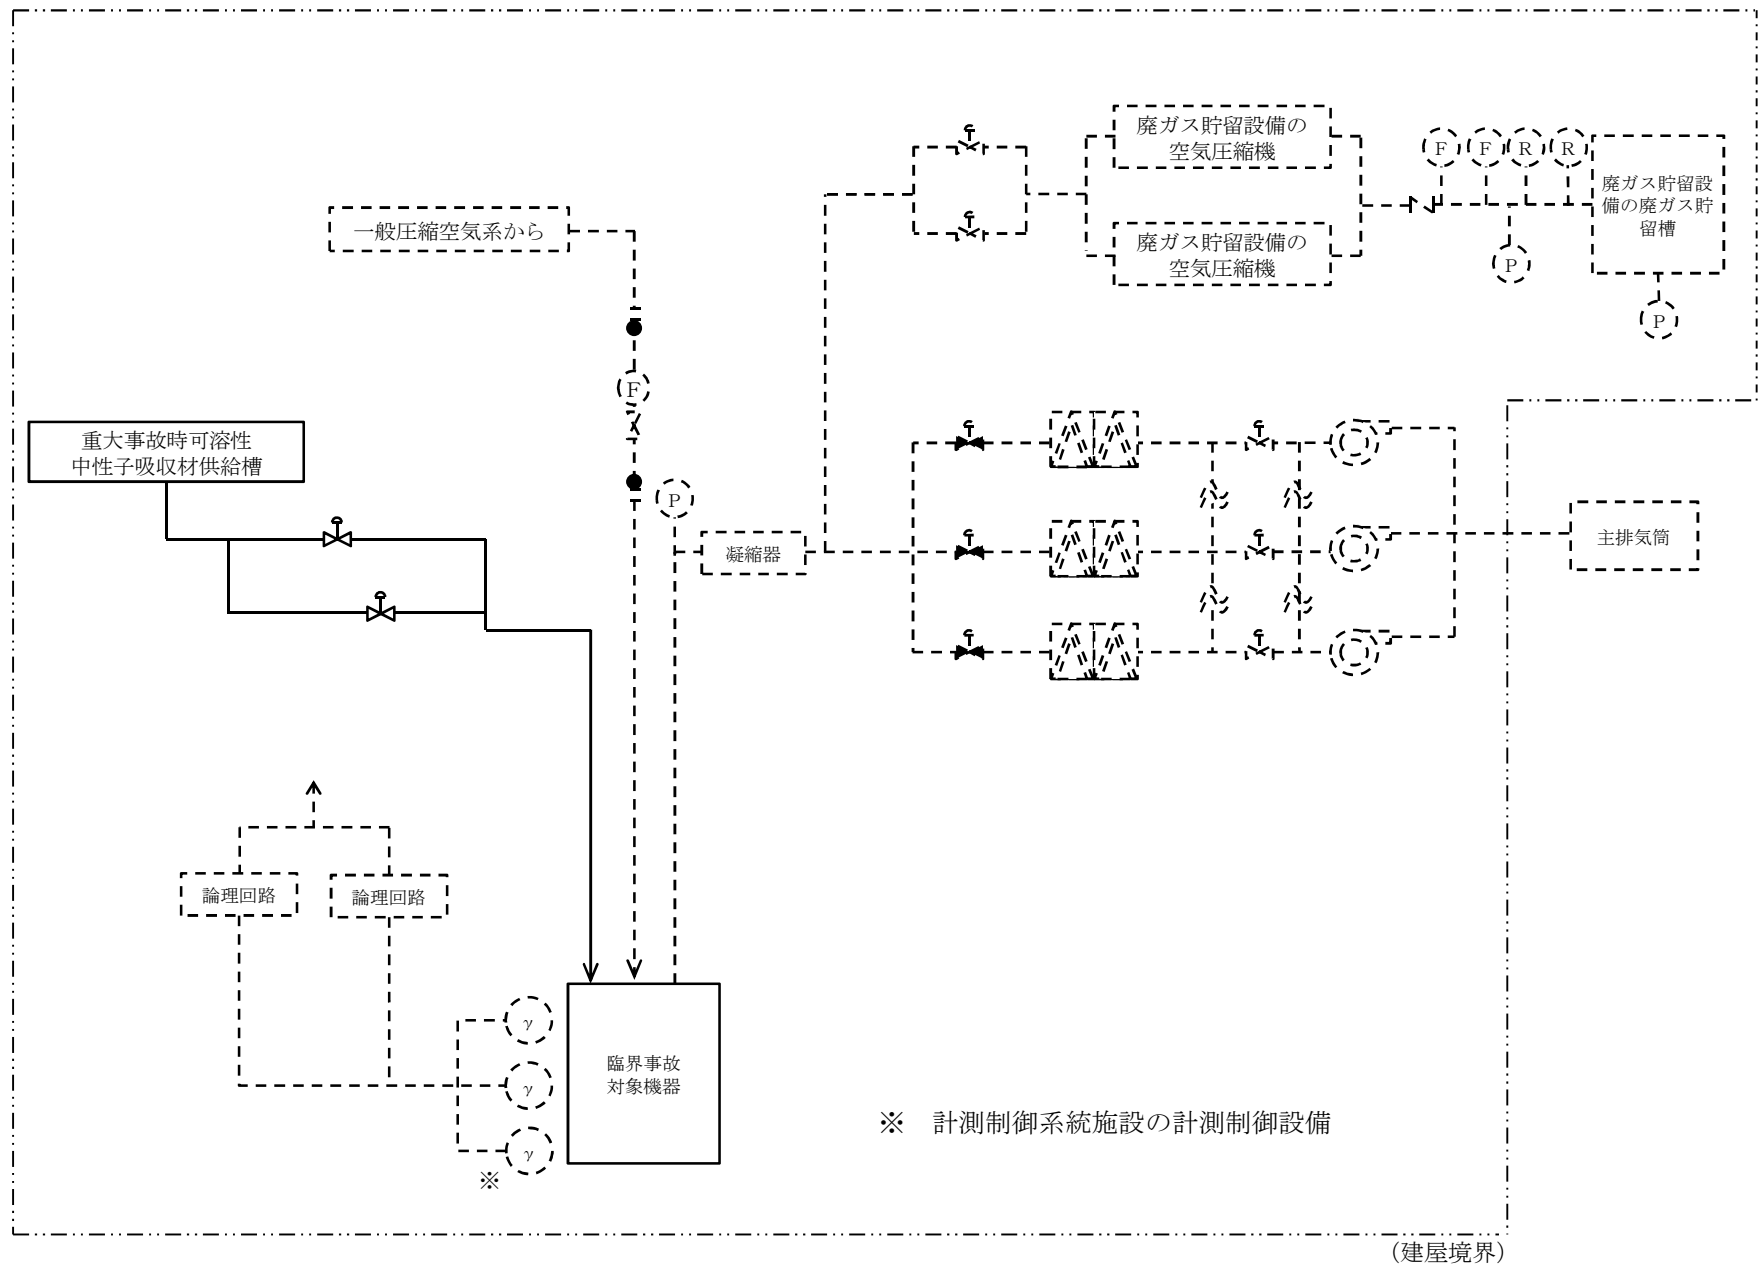 廃ガス貯留設備の
空気圧縮機
F
F
R
R
廃ガス貯留設
備の廃ガス貯
留槽
一般圧縮空気系から
廃ガス貯留設備の
空気圧縮機
P
P
F
重大事故時可溶性
中性子吸収材供給槽
P
凝縮器
主排気筒
論理回路
論理回路
γ
γ
γ
※
臨界事故
対象機器
※ 計測制御系統施設の計測制御設備
（建屋境界）